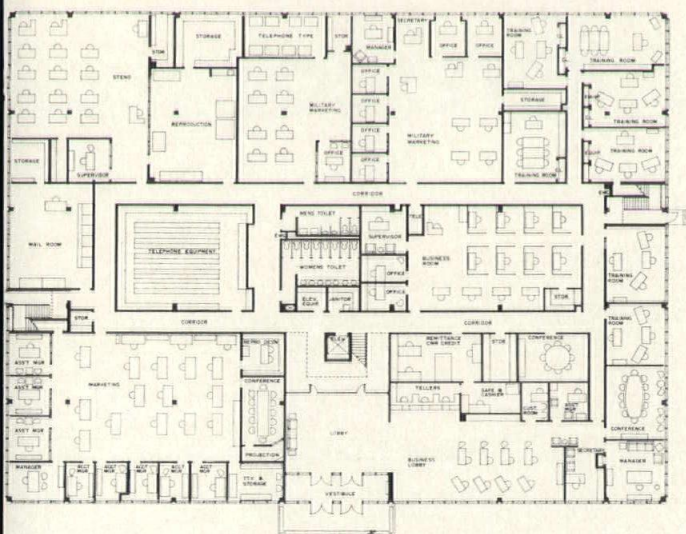 STENO
STOR
STORAGE
TELEPHONE TYPE
STOR
MANAGER
SECRETARY
OFFICE
OFFICE
TRAINING
ROOM
TRAINING ROOM
REPRODUCTION
MILITARY
MARKETING
OFFICE
OFFICE
OFFICE
OFFICE
OFFICE
MILITARY
MARKETING
STORAGE
TRAINING ROOM
TRAINING ROOM
TRAINING ROOM
STORAGE
SUPERVISOR
CORRIDOR
MAIL ROOM
TELEPHONE EQUIPMENT
MENS TOILET
WOMENS TOILET
ELEV.
EQUIP.
JANITOR
SUPERVISOR
OFFICE
OFFICE
TELE
BUSINESS
ROOM
STOR.
TRAINING
ROOM
STOR.
CORRIDOR
CORRIDOR
TRAINING
ROOM
ASST MGR
ASST MGR
ASST MGR
MARKETING
CONFERENCE
PROJECTION
ELEV
REMITTANCE
STOR
CONFERENCE
TELLERS
SAFE &
CASHIER
ROOM
CONFERENCE
LOBBY
BUSINESS
LOBBY
SECRETARY
MANAGER
MANAGER
ACCT
MGR
ACCT
MGR
ACCT
MGR
ACCT
MGR
ACCT
MGR
STORAGE
VESTIBULE